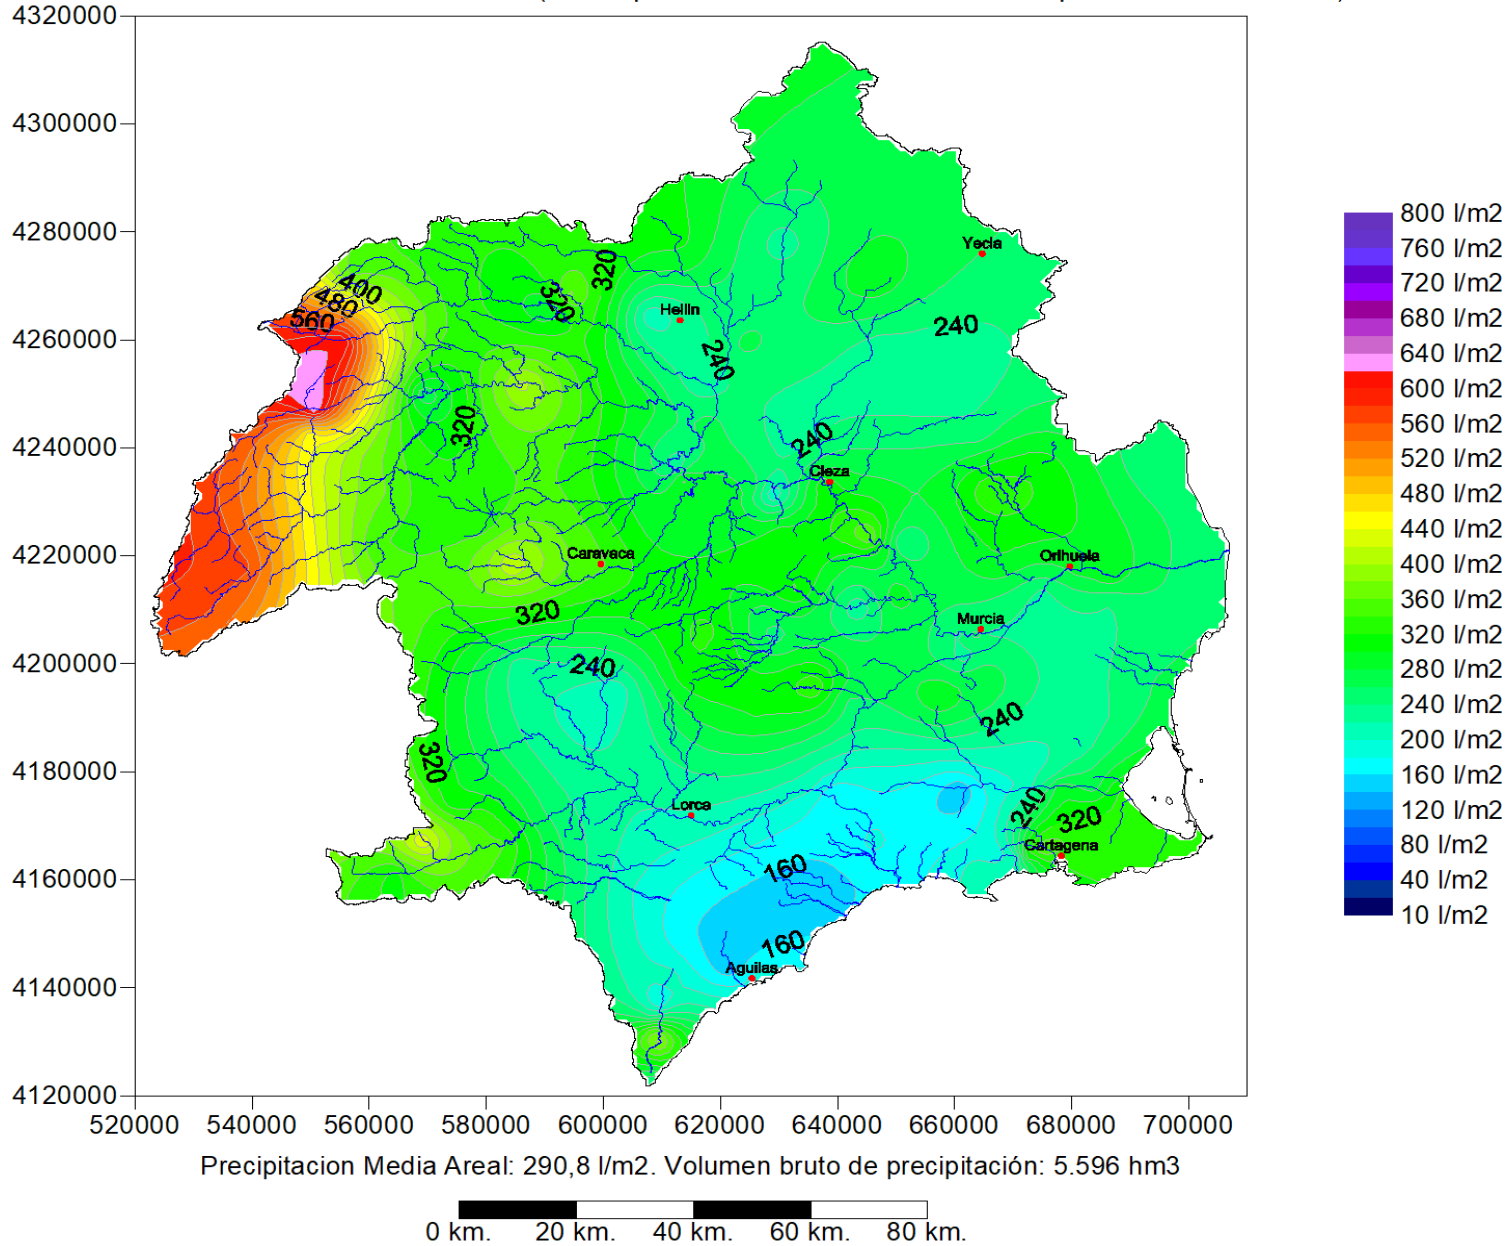 4320000
4300000
4280000
4260000
4240000
4220000
4200000
4180000
4160000
4140000
4120000
520000 540000 560000 580000 600000 620000 640000 660000 680000 700000
Yecla
Hellin
Cieza
Caravaca
Orihuela
Murcia
Lorca
Cartagena
Aguilas
400
480
560
320
320
320
240
240
240
320
240
240
320
240
320
160
160
800 l/m2
760 l/m2
720 l/m2
680 l/m2
640 l/m2
600 l/m2
560 l/m2
520 l/m2
480 l/m2
440 l/m2
400 l/m2
360 l/m2
320 l/m2
280 l/m2
240 l/m2
200 l/m2
160 l/m2
120 l/m2
80 l/m2
40 l/m2
10 l/m2
Precipitacion Media Areal: 290,8 l/m2. Volumen bruto de precipitación: 5.596 hm3
0 km. 20 km. 40 km. 60 km. 80 km.